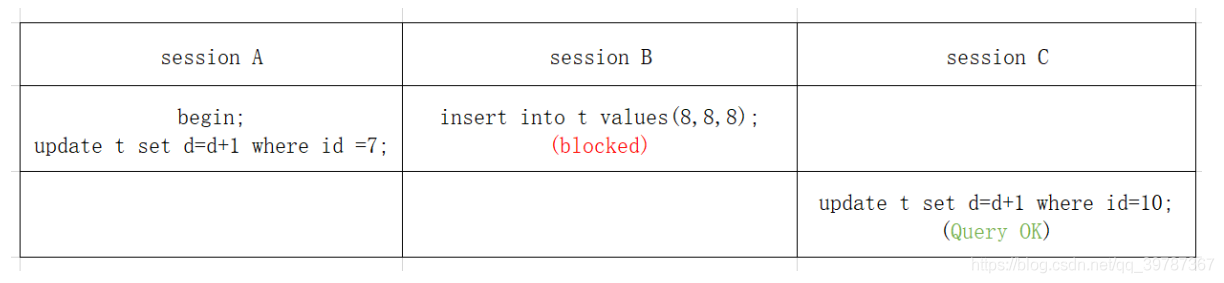 session A
session B
session C
begin;
update t set d=d+1 where id =7;
insert into t values(8,8,8);
(blocked)
update t set d=d+1 where id=10;
(Query OK)
https://blog.csdn.net/qq_39787367